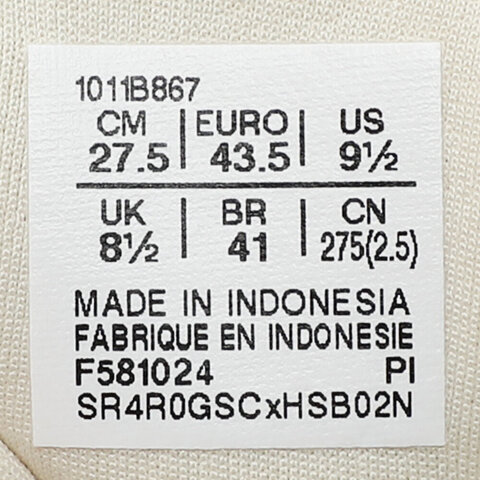 1011B867
CM | EURO | US
27.5 | 43.5 | 9½
UK | BR | CN
8½ | 41 | 275(2.5)
MADE IN INDONESIA
FABRIQUE EN INDONESIE
F581024 PI
SR4R0GSCxHSB02N